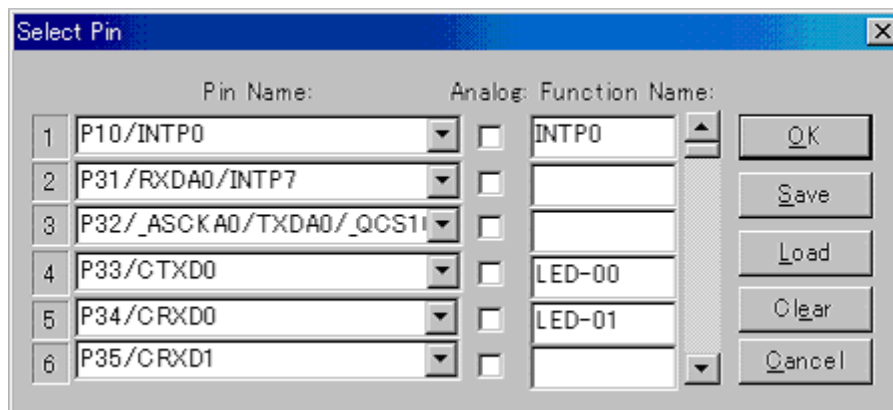 Select Pin
Pin Name: Analog: Function Name:
1 P10/INTP0 INTP0 OK
2 P31/RXDA0/INTP7 Save
3 P32/_ASCKA0/TXDA0/_QCS1
4 P33/CTXD0 LED-00 Load
5 P34/CRXD0 LED-01 Clear
6 P35/CRXD1 Cancel